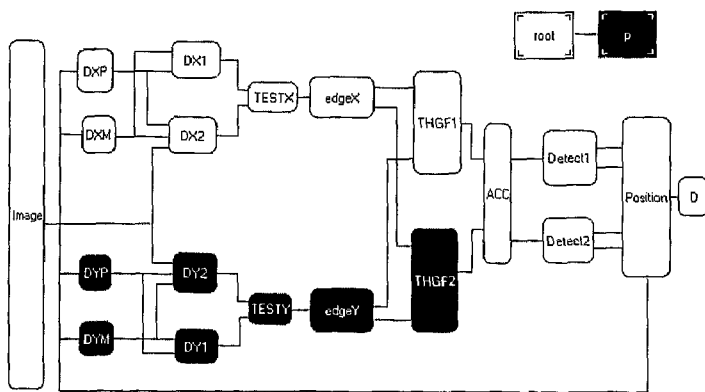 root
p
DXP
DX1
TESTX
edgeX
THGF1
DXM
DX2
ACC
Detect1
Image
Position
D
DYP
DY2
THGF2
Detect2
TESTY
edgeY
DYM
DY1